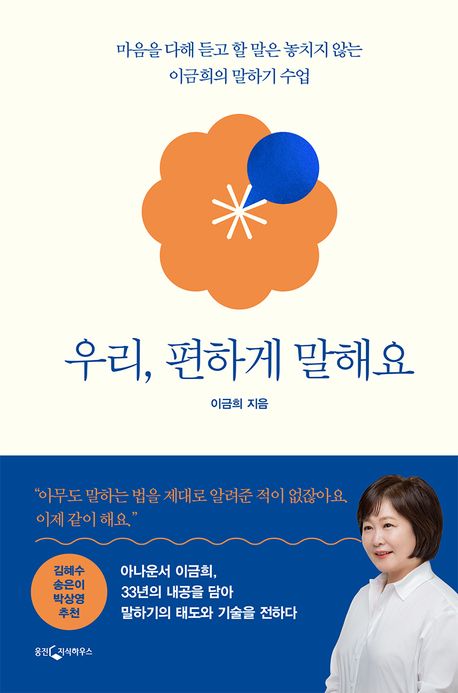 마음을 다해 듣고 할 말은 놓치지 않는
이금희의 말하기 수업
우리, 편하게 말해요
이금희 지음
“아무도 말하는 법을 제대로 알려준 적이 없잖아요.
이제 같이 해요.”
김혜수
송은이
박상영
추천
아나운서 이금희,
33년의 내공을 담아
말하기의 태도와 기술을 전하다
웅진 지식하우스